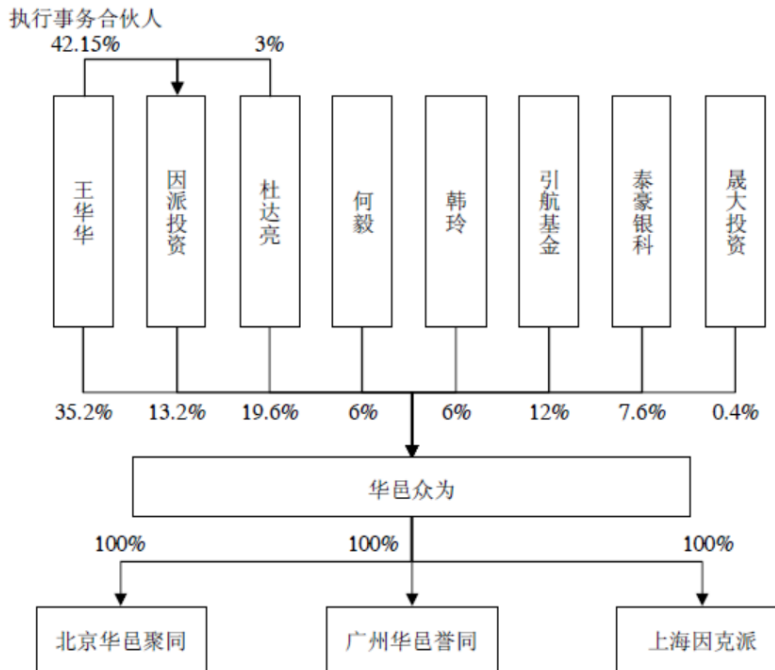 执行事务合伙人
42.15% 3%
王华华
因派投资
杜达亮
何毅
韩玲
引航基金
泰豪银科
晟大投资
35.2% 13.2% 19.6% 6% 6% 12% 7.6% 0.4%
华邑众为
100% 100% 100%
北京华邑聚同 广州华邑誉同 上海因克派